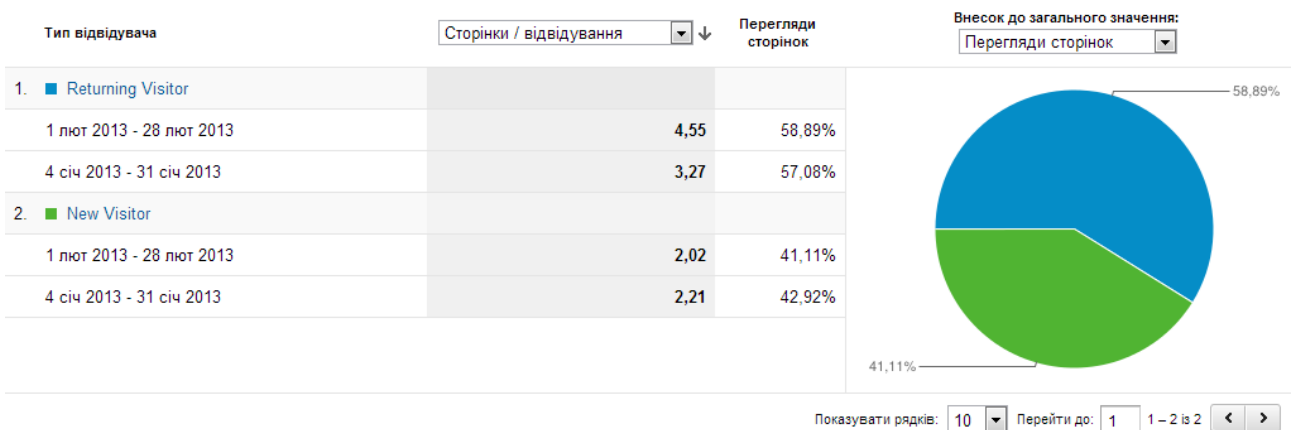 Тип відвідувача
Сторінки / відвідування
Перегляди сторінок
Внесок до загального значення:
Перегляди сторінок
1. Returning Visitor
1 лют 2013 - 28 лют 2013 4,55 58,89%
4 січ 2013 - 31 січ 2013 3,27 57,08%
2. New Visitor
1 лют 2013 - 28 лют 2013 2,02 41,11%
4 січ 2013 - 31 січ 2013 2,21 42,92%
58,89%
41,11%
Показувати рядків: 10 Перейти до: 1 1 – 2 із 2